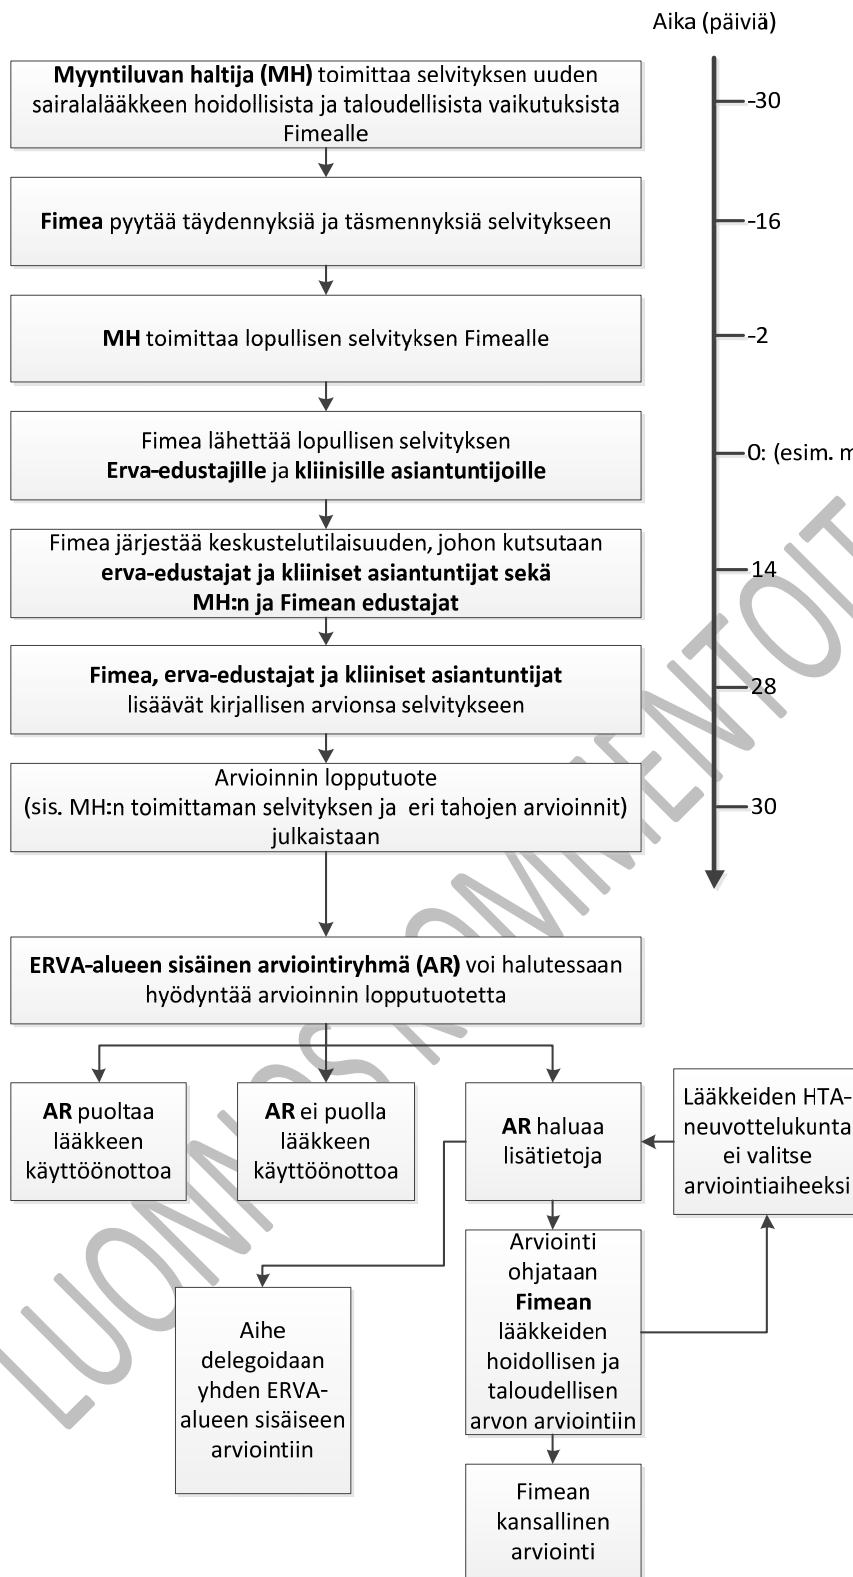 Aika (päiviä)
Myyntiluvan haltija (MH) toimittaa selvityksen uuden
sairalalääkkeen hoidollisista ja taloudellisista vaikutuksista
Fimealle
-30
Fimea pyytää täydennyksiä ja täsmennyksiä selvitykseen
-16
MH toimittaa lopullisen selvityksen Fimealle
-2
Fimea lähettää lopullisen selvityksen
Erva-edustajille ja kliinisille asiantuntijoille
0: (esim. m
Fimea järjestää keskustelutilaisuuden, johon kutsutaan
erva-edustajat ja kliiniset asiantuntijat sekä
MH:n ja Fimean edustajat
14
Fimea, erva-edustajat ja kliiniset asiantuntijat
lisäävät kirjallisen arvionsa selvitykseen
28
Arvioinnin lopputuote
(sis. MH:n toimittaman selvityksen ja eri tahojen arvioinnit)
julkaistaan
30
ERVA-alueen sisäinen arviointiryhmä (AR) voi halutessaan
hyödyntää arvioinnin lopputuotetta
AR puoltaa
lääkkeen
käyttöönottoa
AR ei puolla
lääkkeen
käyttöönottoa
AR haluaa
lisätietoja
Lääkkeiden HTA-
neuvottelukunta
ei valitse
arviointiaiheeksi
Arviointi
ohjataan
Fimean
lääkkeiden
hoidollisen ja
taloudellisen
arvon arviointiin
Aihe
delegoidaan
yhden ERVA-
alueen sisäiseen
arviointiin
Fimean
kansallinen
arviointi
LUONNOS KOMMENTOIT